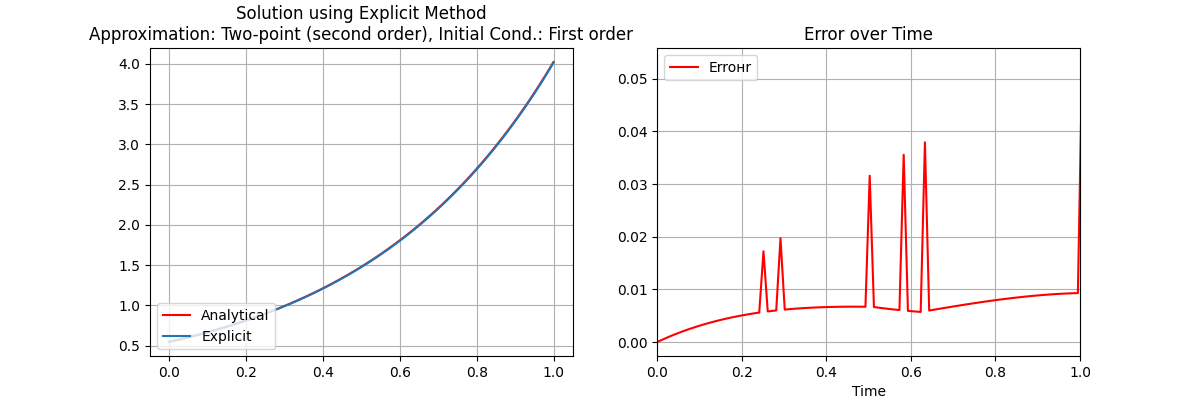 Solution using Explicit Method
Approximation: Two-point (second order), Initial Cond.: First order
4.0
3.5
3.0
2.5
2.0
1.5
1.0
0.5
Analytical
Explicit
0.0 0.2 0.4 0.6 0.8 1.0
Error over Time
Erroнr
0.05
0.04
0.03
0.02
0.01
0.00
0.0 0.2 0.4 0.6 0.8 1.0
Time